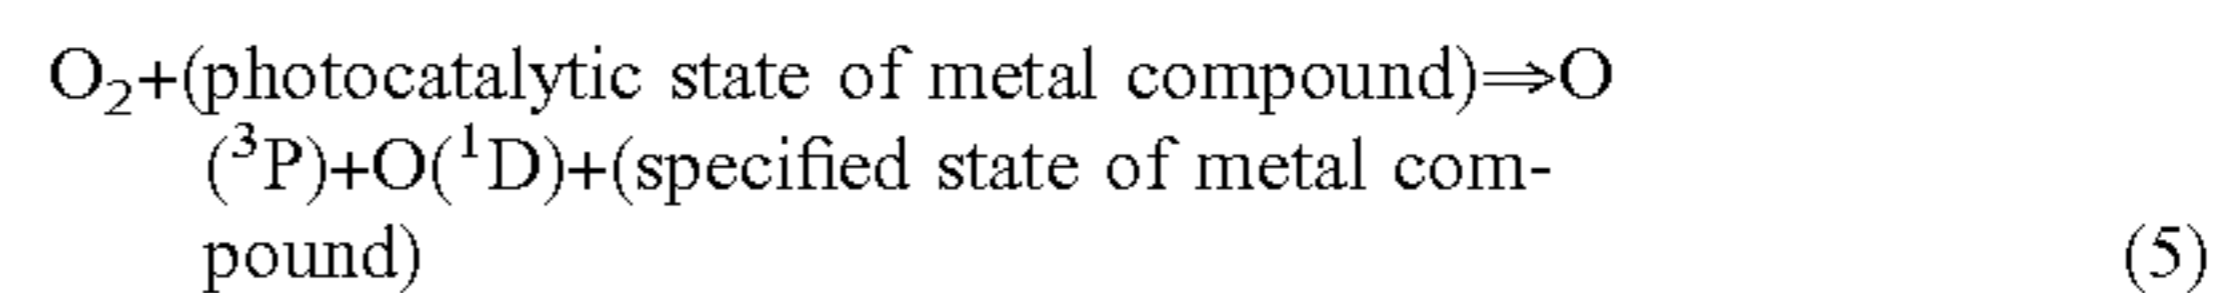 O₂+(photocatalytic state of metal compound)⇒O
(³P)+O(¹D)+(specified state of metal com-
pound) (5)